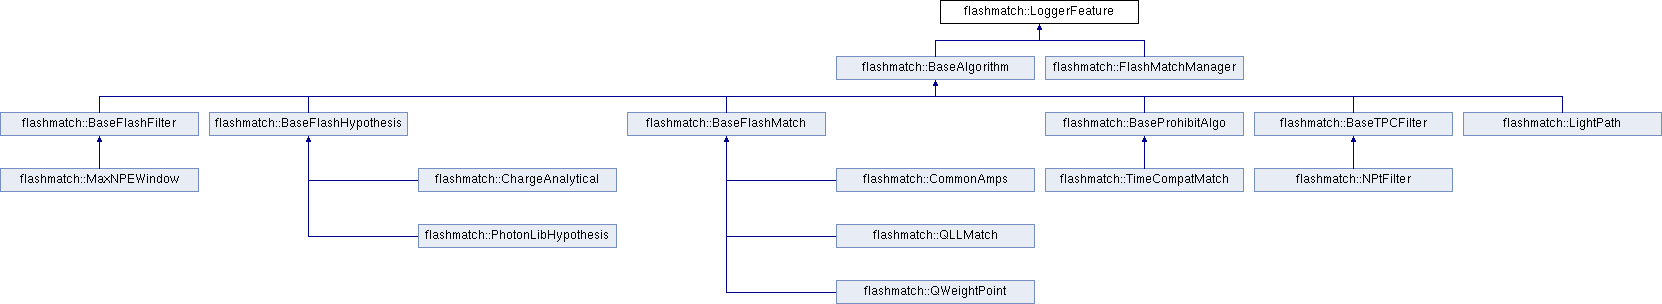 flashmatch::LoggerFeature
flashmatch::BaseAlgorithm
flashmatch::FlashMatchManager
flashmatch::BaseFlashFilter
flashmatch::BaseFlashHypothesis
flashmatch::BaseFlashMatch
flashmatch::BaseProhibitAlgo
flashmatch::BaseTPCFilter
flashmatch::LightPath
flashmatch::MaxNPEWindow
flashmatch::ChargeAnalytical
flashmatch::CommonAmps
flashmatch::TimeCompatMatch
flashmatch::NPtFilter
flashmatch::PhotonLibHypothesis
flashmatch::QLLMatch
flashmatch::QWeightPoint